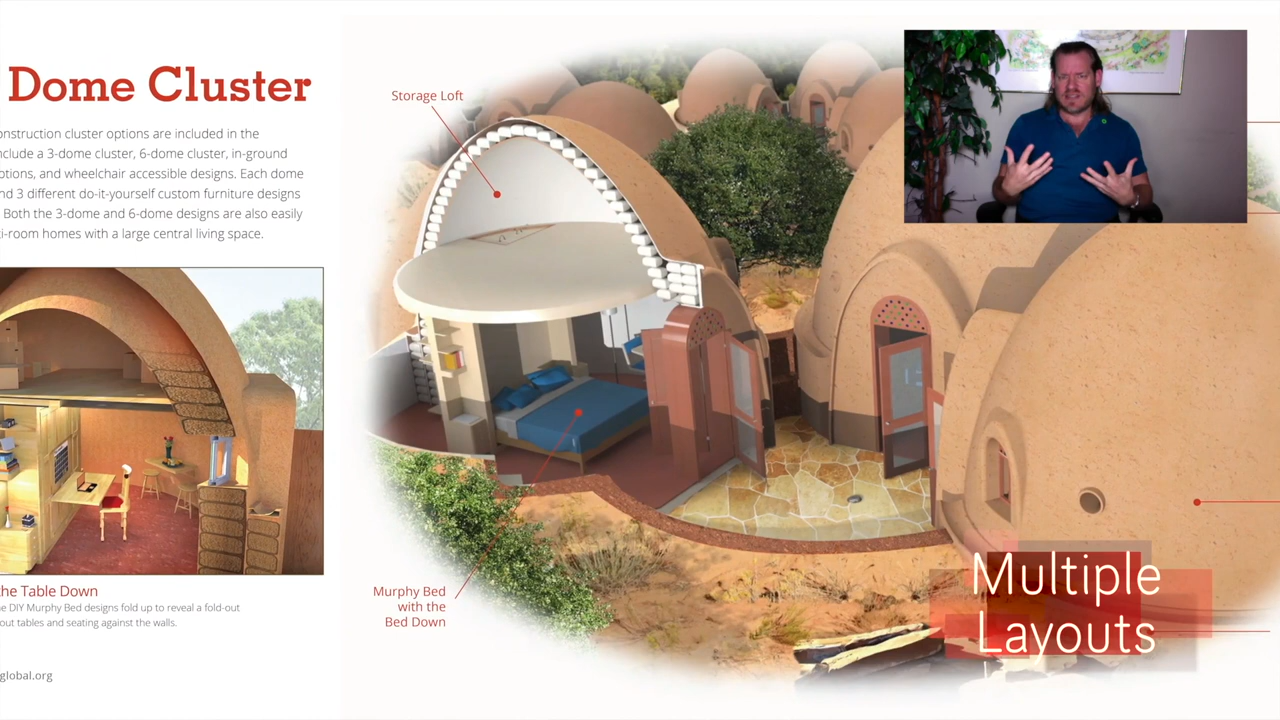 Dome Cluster
onstruction cluster options are included in the
nclude a 3-dome cluster, 6-dome cluster, in-ground
ptions, and wheelchair accessible designs. Each dome
nd 3 different do-it-yourself custom furniture designs
Both the 3-dome and 6-dome designs are also easily
ti-room homes with a large central living space.
the Table Down
e DIY Murphy Bed designs fold up to reveal a fold-out
out tables and seating against the walls.
global.org
Storage Loft
Murphy Bed
with the
Bed Down
Multiple
Layouts